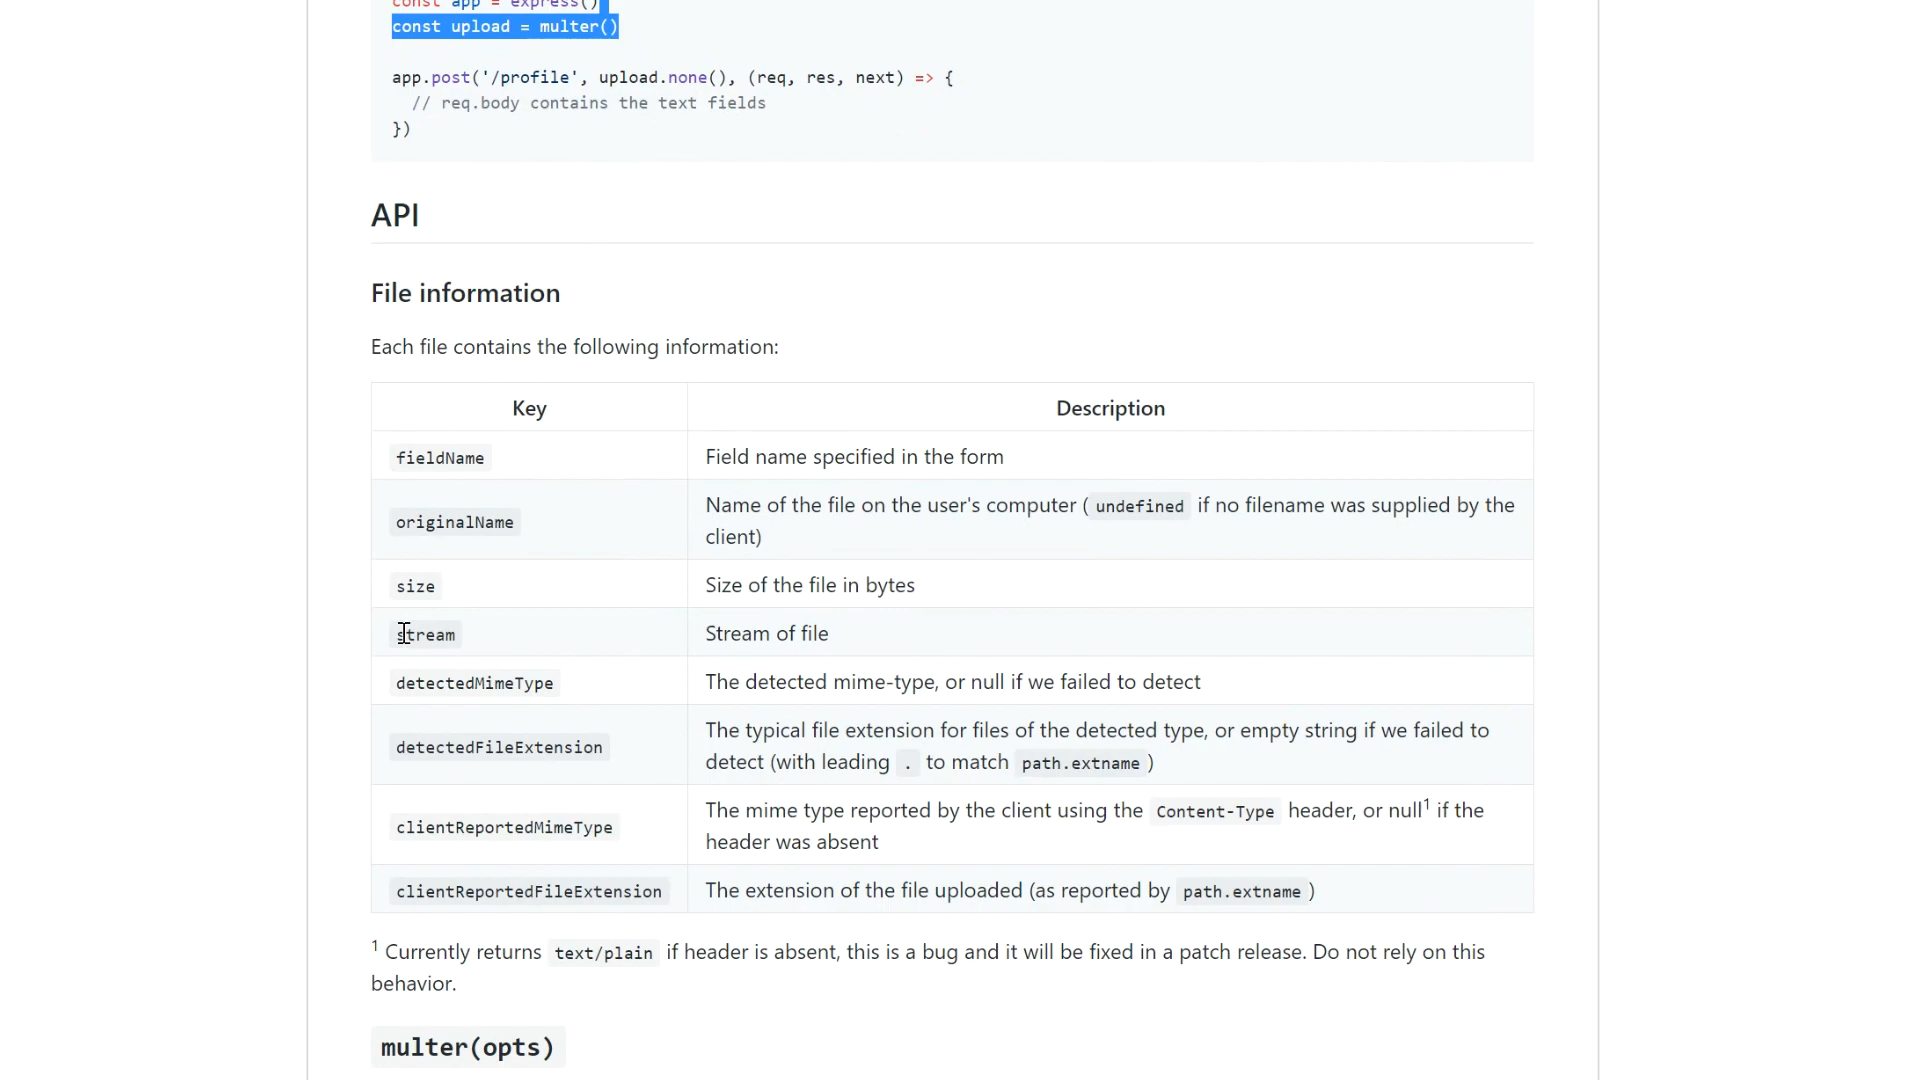 const app = express()
const upload = multer()
app.post('/profile', upload.none(), (req, res, next) => {
// req.body contains the text fields
})
API
File information
Each file contains the following information:
Key Description
fieldName Field name specified in the form
originalName Name of the file on the user's computer ( undefined if no filename was supplied by the
client)
size Size of the file in bytes
stream Stream of file
detectedMimeType The detected mime-type, or null if we failed to detect
detectedFileExtension The typical file extension for files of the detected type, or empty string if we failed to
detect (with leading . to match path.extname )
clientReportedMimeType The mime type reported by the client using the Content-Type header, or null1 if the
header was absent
clientReportedFileExtension The extension of the file uploaded (as reported by path.extname )
1 Currently returns text/plain if header is absent, this is a bug and it will be fixed in a patch release. Do not rely on this
behavior.
multer(opts)